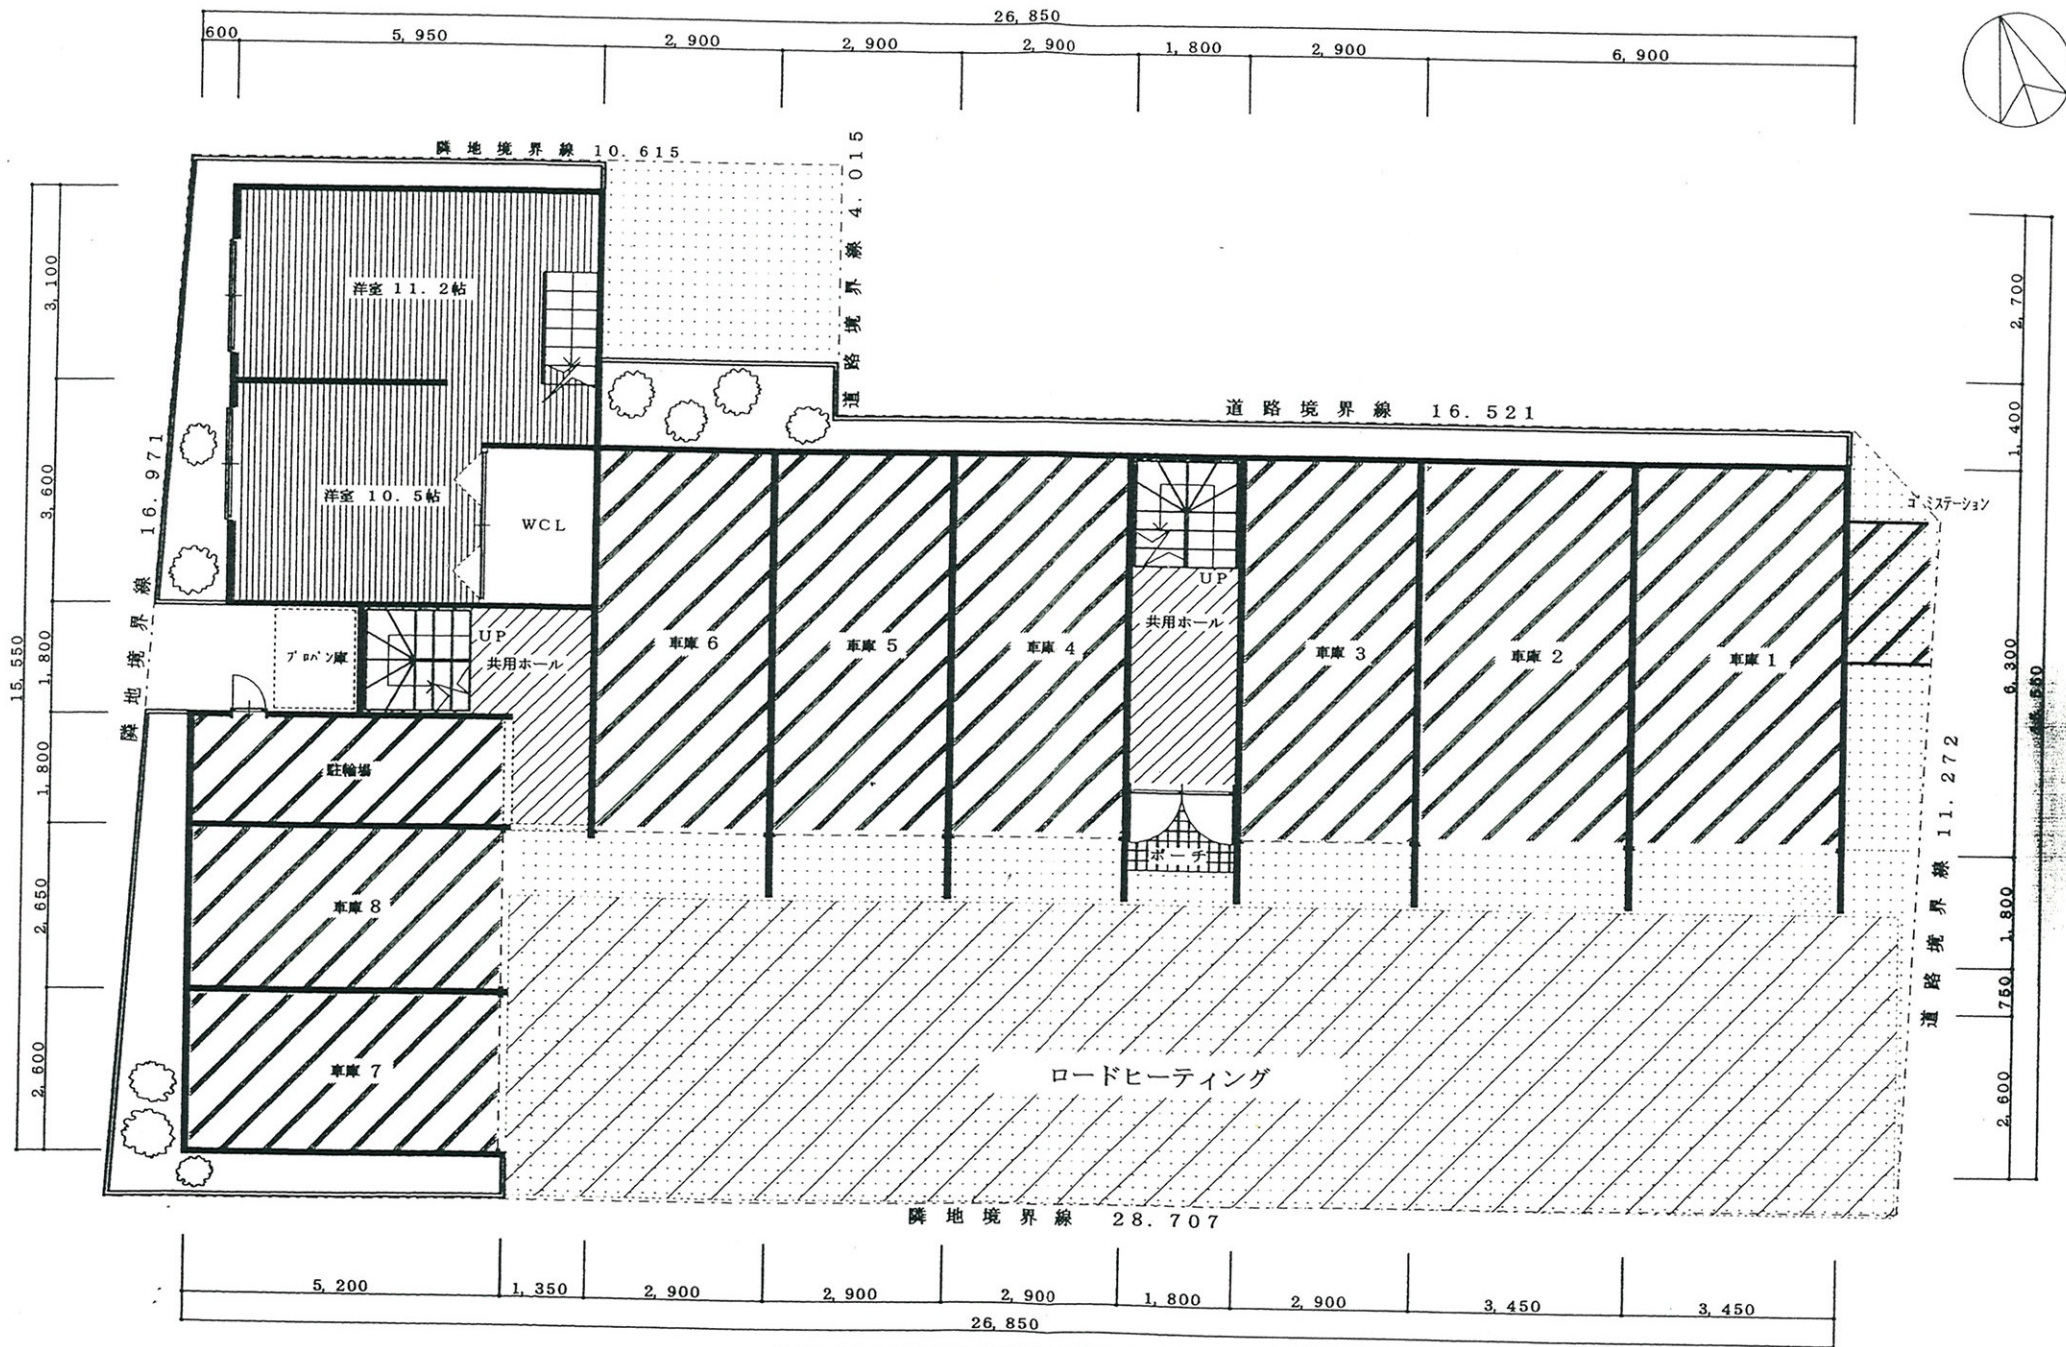 26,850
600
5,950
2,900
2,900
2,900
1,800
2,900
6,900
隣地境界線 10.615
道路境界線 4.015
3,100
3,600
1,800
1,800
2,650
2,600
15,550
隣地境界線 16.971
洋室 11.2帖
洋室 10.5帖
WCL
道路境界線 16.521
ゴミステーション
プロパン庫
UP
共用ホール
車庫 6
車庫 5
車庫 4
UP
共用ホール
車庫 3
車庫 2
車庫 1
駐輪場
車庫 8
車庫 7
ポーチ
ロードヒーティング
道路境界線 11.272
2,700
1,400
6,300
1,800
750
2,600
隣地境界線 28.707
5,200
1,350
2,900
2,900
2,900
1,800
2,900
3,450
3,450
26,850